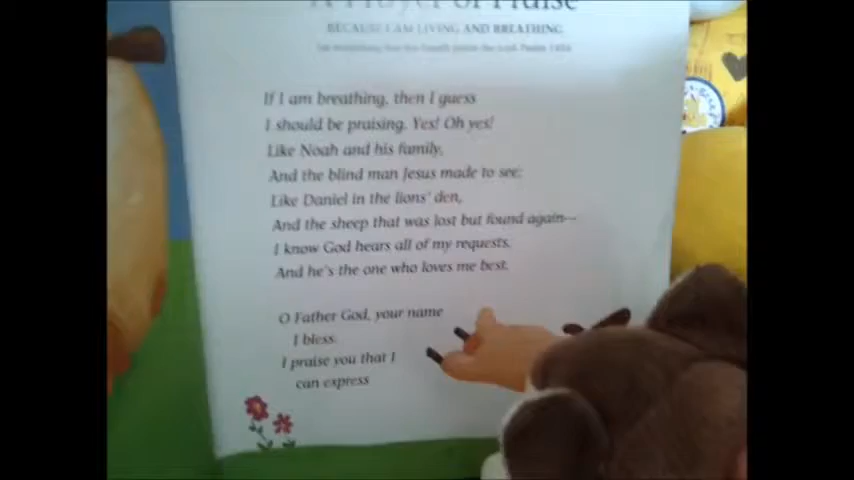 A Prayer of Praise
BECAUSE I AM LIVING AND BREATHING
If I am breathing, then I guess
I should be praising. Yes! Oh yes!
Like Noah and his family,
And the blind man Jesus made to see;
Like Daniel in the lions' den,
And the sheep that was lost but found again—
I know God hears all of my requests,
And he's the one who loves me best.
O Father God, your name
I bless.
I praise you that I
can express